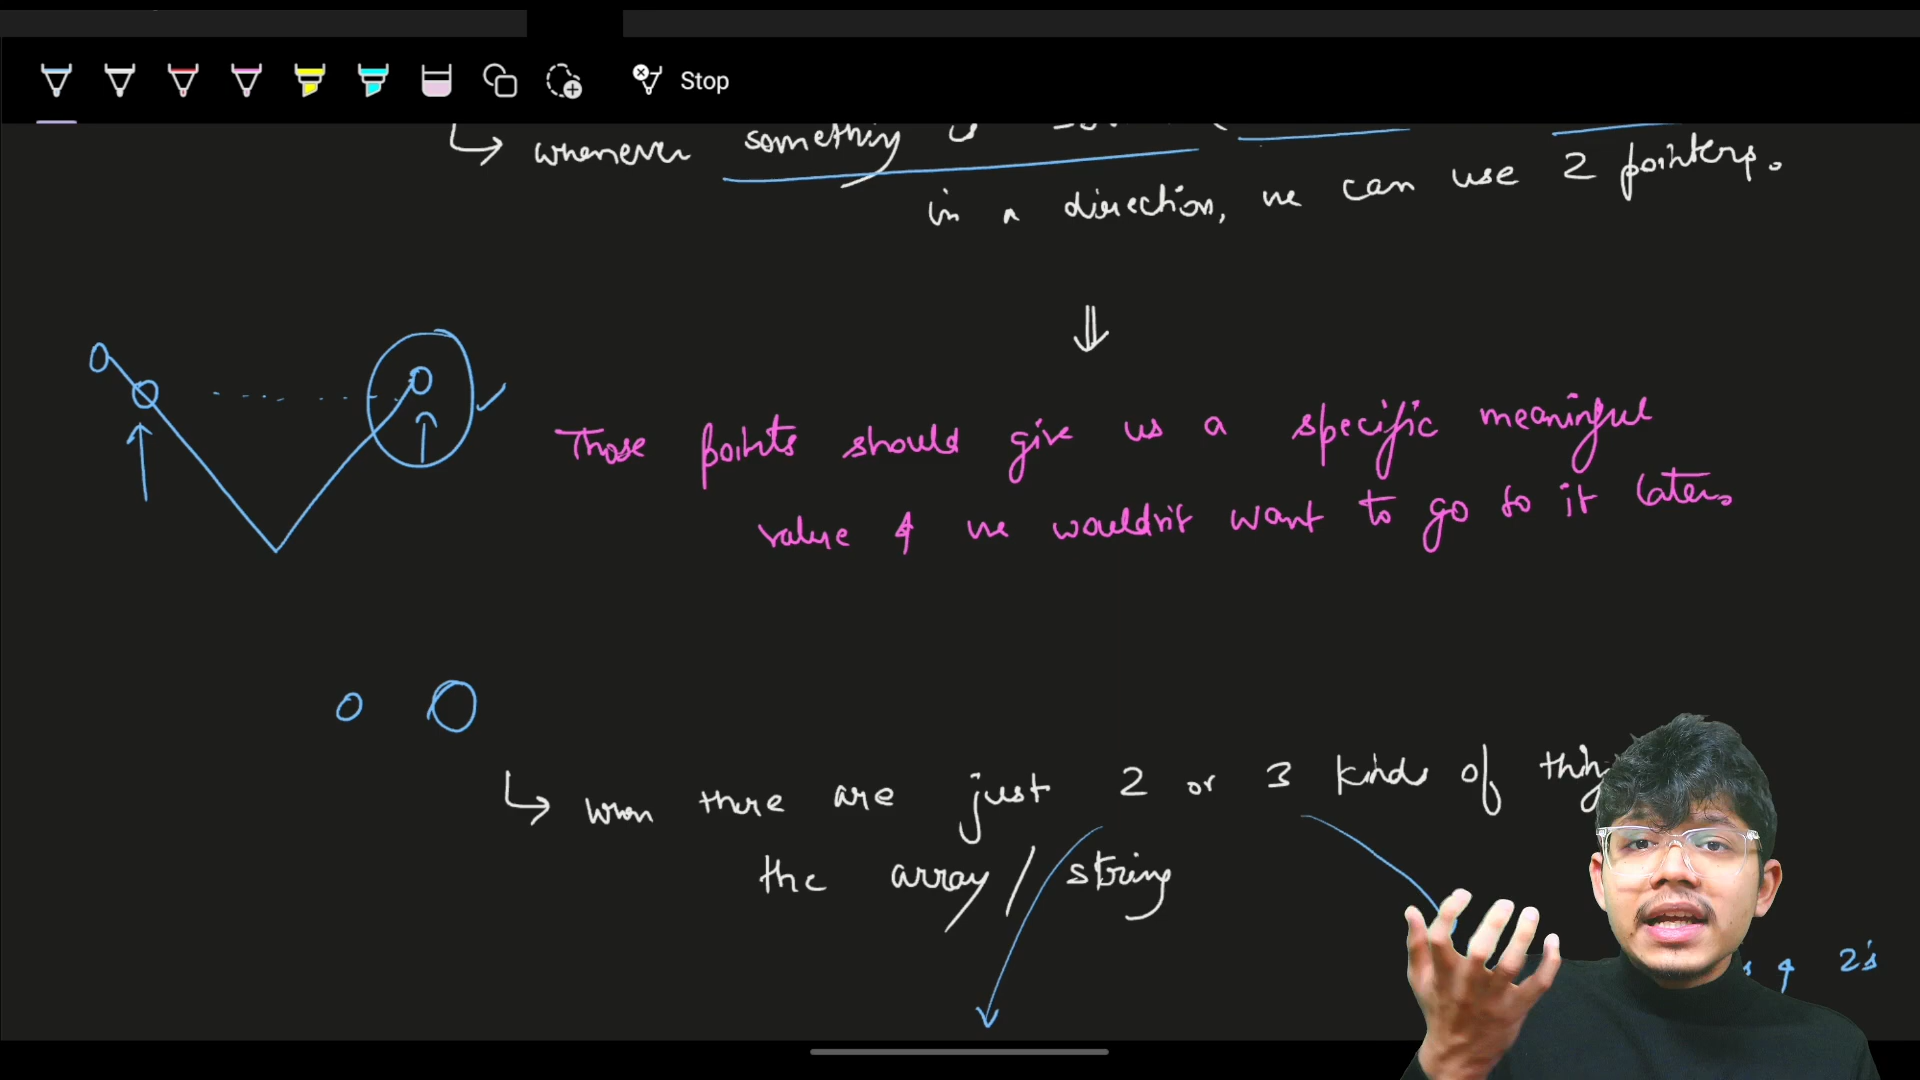 Stop
whenever something is
in a direction, we can use 2 pointers.
Those points should give us a specific meaningful
value & we wouldn't want to go to it later.
when there are just 2 or 3 kinds of
the array/string
& 2's